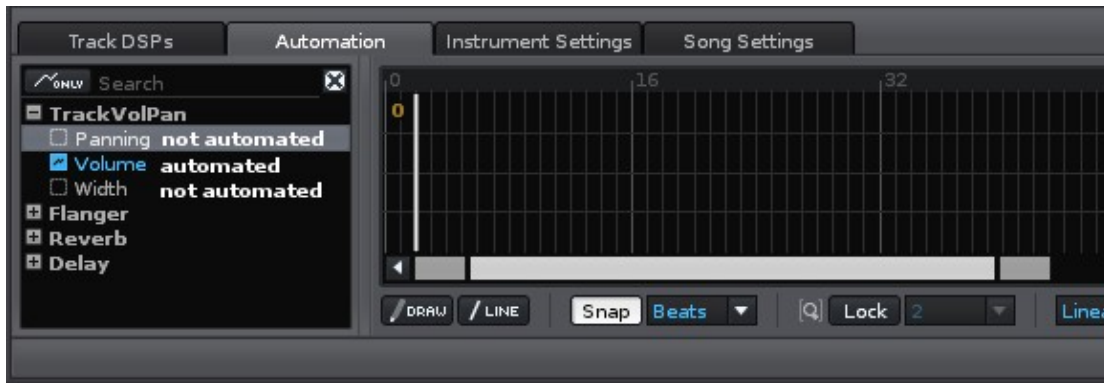 Track DSPs Automation Instrument Settings Song Settings
ONLY Search
TrackVolPan
Panning not automated
Volume automated
Width not automated
Flanger
Reverb
Delay
0 16 32
0
DRAW LINE Snap Beats Lock 2 Linea